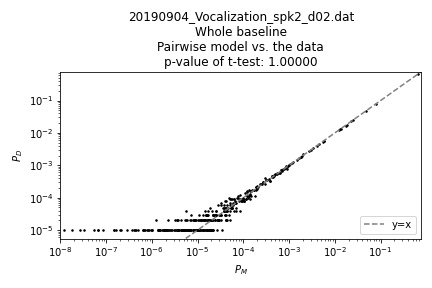 20190904_Vocalization_spk2_d02.dat
Whole baseline
Pairwise model vs. the data
p-value of t-test: 1.00000
P_D
10⁻¹
10⁻²
10⁻³
10⁻⁴
10⁻⁵
y=x
10⁻⁸ 10⁻⁷ 10⁻⁶ 10⁻⁵ 10⁻⁴ 10⁻³ 10⁻² 10⁻¹
P_M